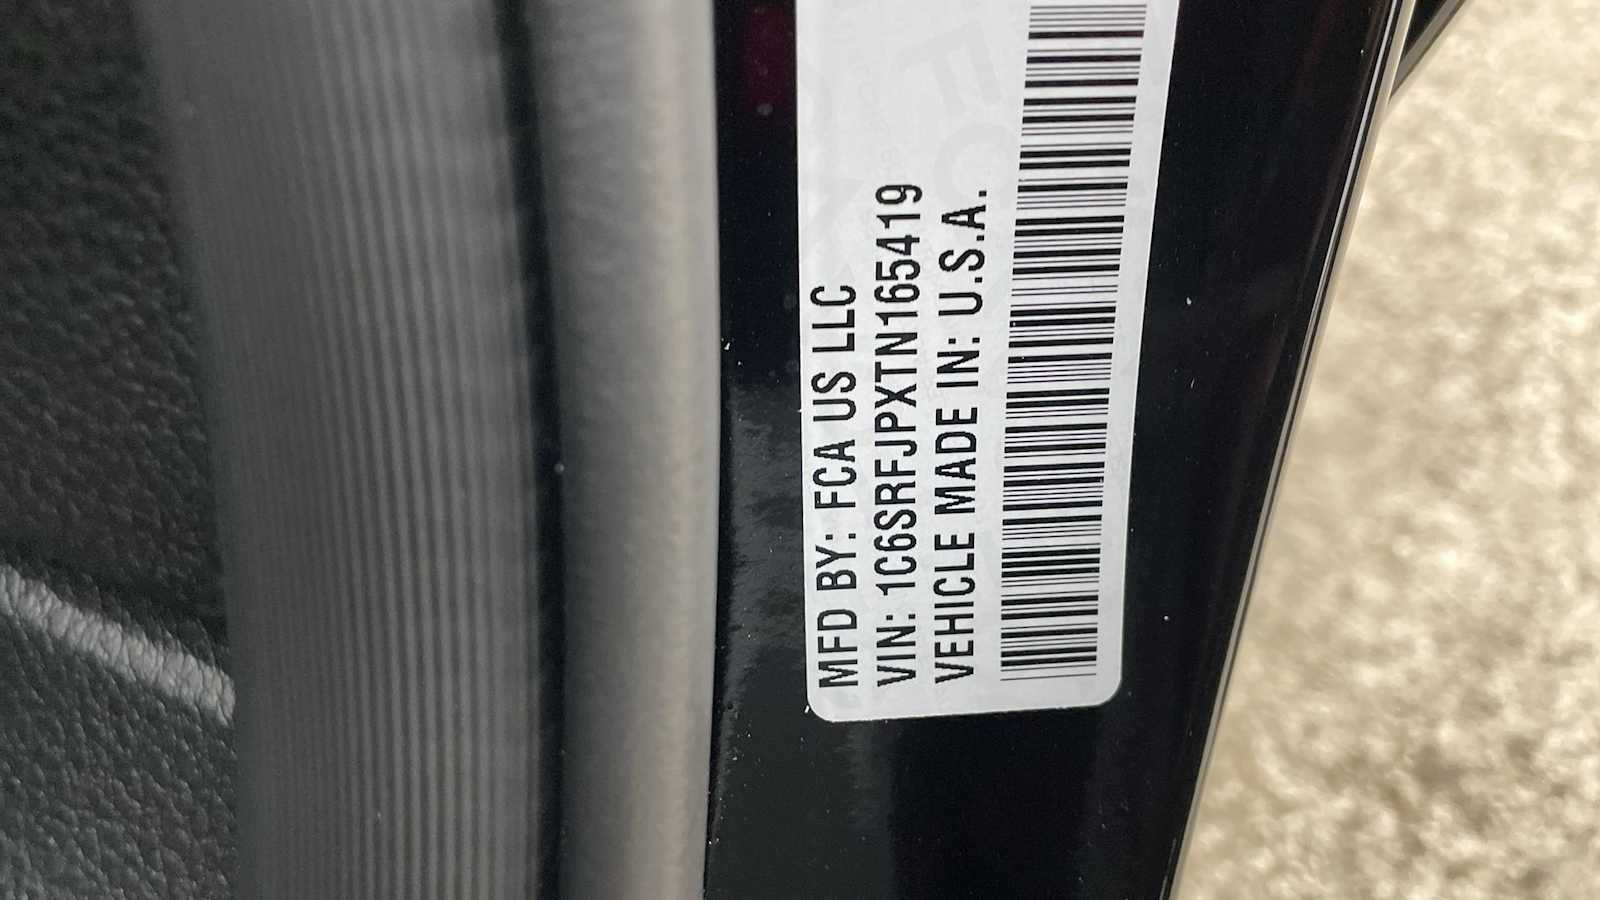 MFD BY: FCA US LLC
VIN: 1C6SRFJPXTN165419
VEHICLE MADE IN: U.S.A.